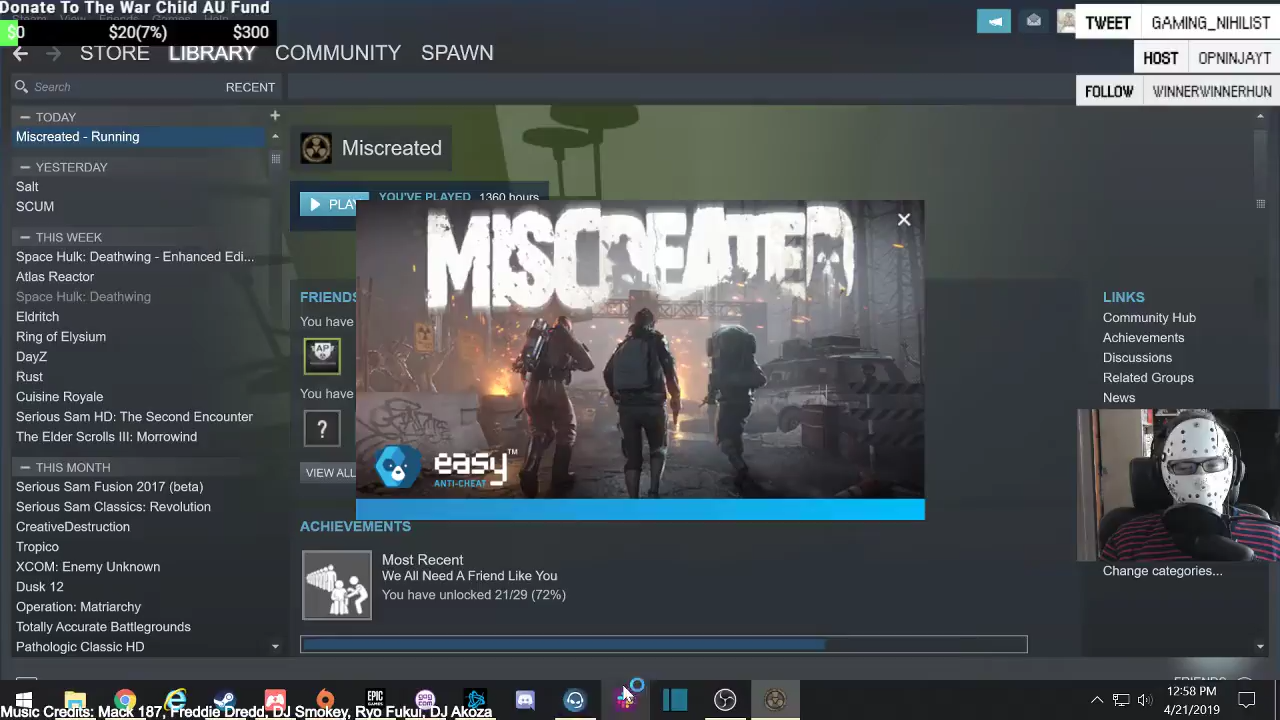 Donate To The War Child AU Fund
$0 $20(7%) $300
STORE LIBRARY COMMUNITY SPAWN
TWEET GAMING_NIHILIST
HOST OPNINJAYT
FOLLOW WINNERWINNERHUN
Search RECENT
TODAY
Miscreated - Running
YESTERDAY
Salt
SCUM
THIS WEEK
Space Hulk: Deathwing - Enhanced Edi...
Atlas Reactor
Space Hulk: Deathwing
Eldritch
Ring of Elysium
DayZ
Rust
Cuisine Royale
Serious Sam HD: The Second Encounter
The Elder Scrolls III: Morrowind
THIS MONTH
Serious Sam Fusion 2017 (beta)
Serious Sam Classics: Revolution
CreativeDestruction
Tropico
XCOM: Enemy Unknown
Dusk 12
Operation: Matriarchy
Totally Accurate Battlegrounds
Pathologic Classic HD
Miscreated
PLAY
YOU'VE PLAYED 1360 hours
MISCREATED
easy™
ANTI-CHEAT
FRIENDS
You have
AP
You have
?
VIEW ALL
ACHIEVEMENTS
Most Recent
We All Need A Friend Like You
You have unlocked 21/29 (72%)
LINKS
Community Hub
Achievements
Discussions
Related Groups
News
Change categories...
EPIC GAMES
gog com
12:58 PM
4/21/2019
Music Credits: Mack 187, Freddie Dredd, DJ Smokey, Ryo Fukui, DJ Akoza